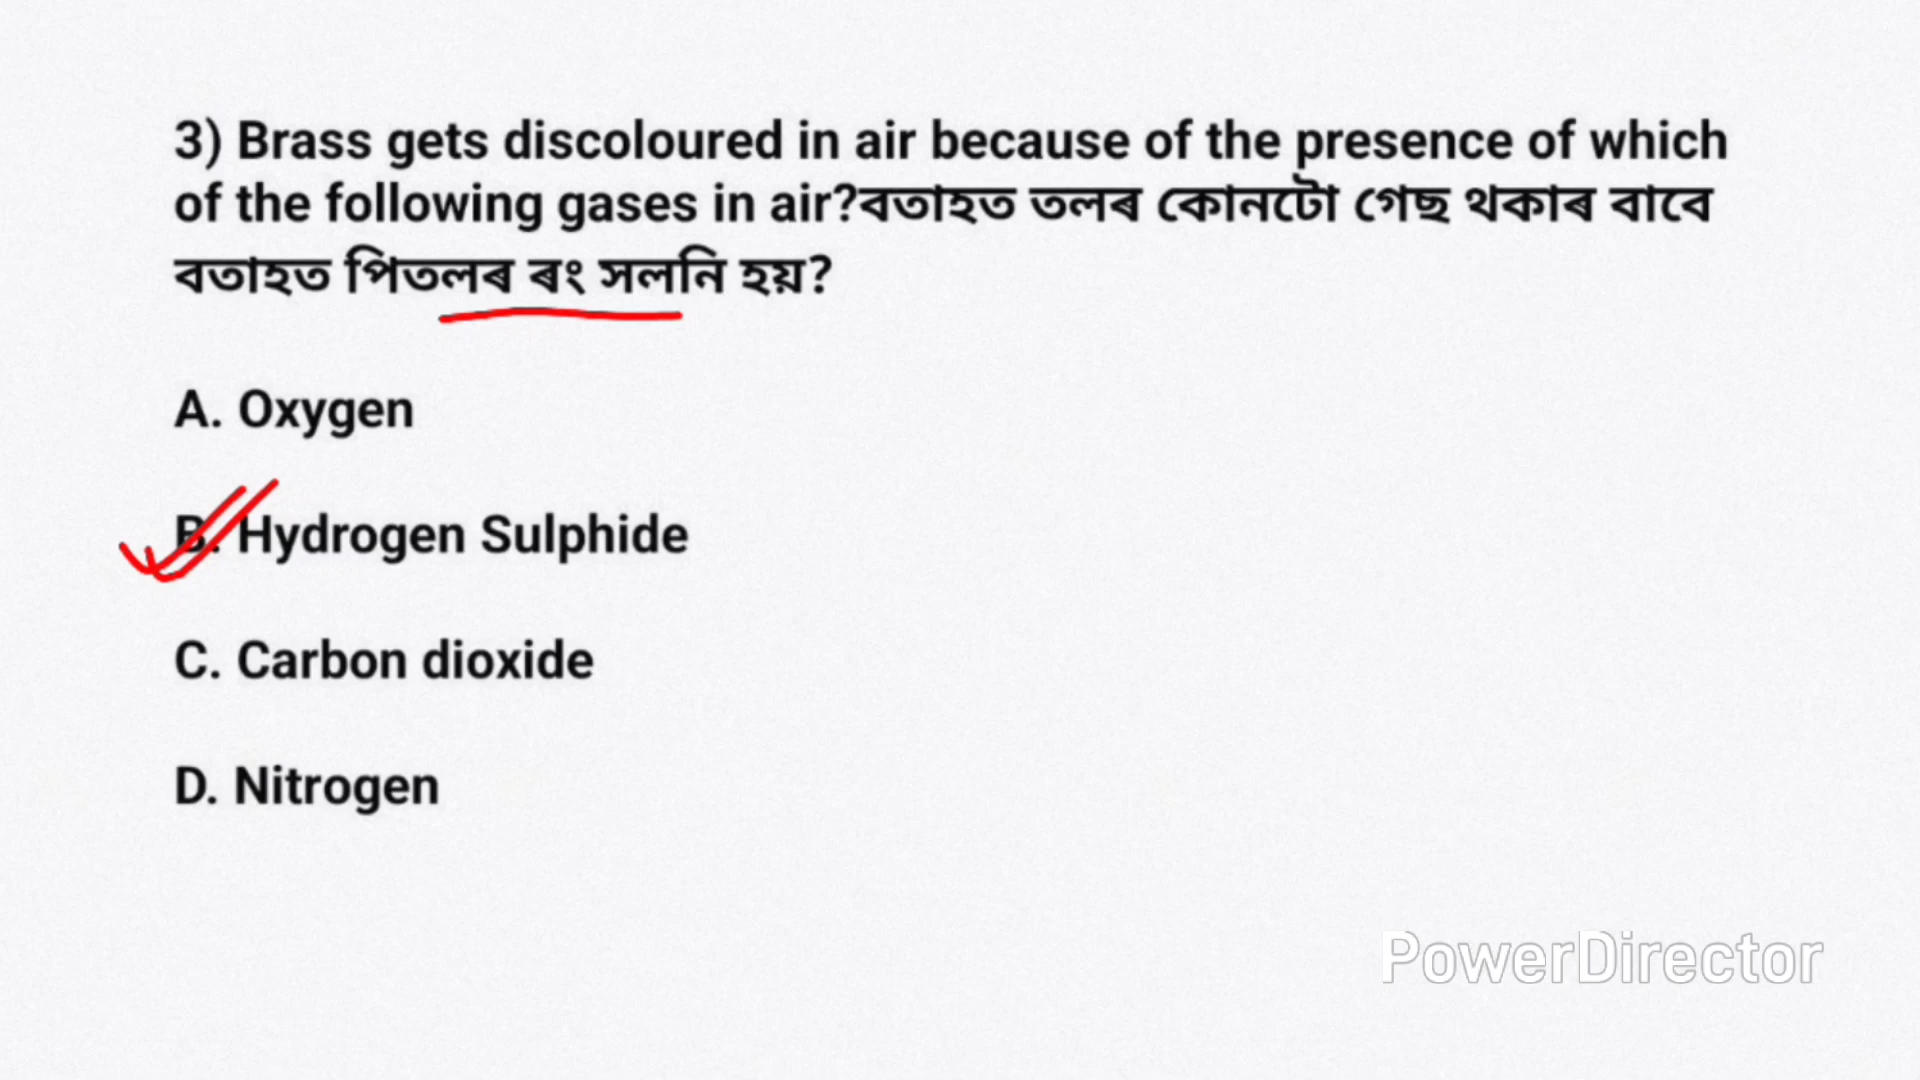 3) Brass gets discoloured in air because of the presence of which
of the following gases in air?বতাহত তলৰ কোনটো গেছ থকাৰ বাবে
বতাহত পিতলৰ ৰং সলনি হয়?
A. Oxygen
B. Hydrogen Sulphide
C. Carbon dioxide
D. Nitrogen
PowerDirector